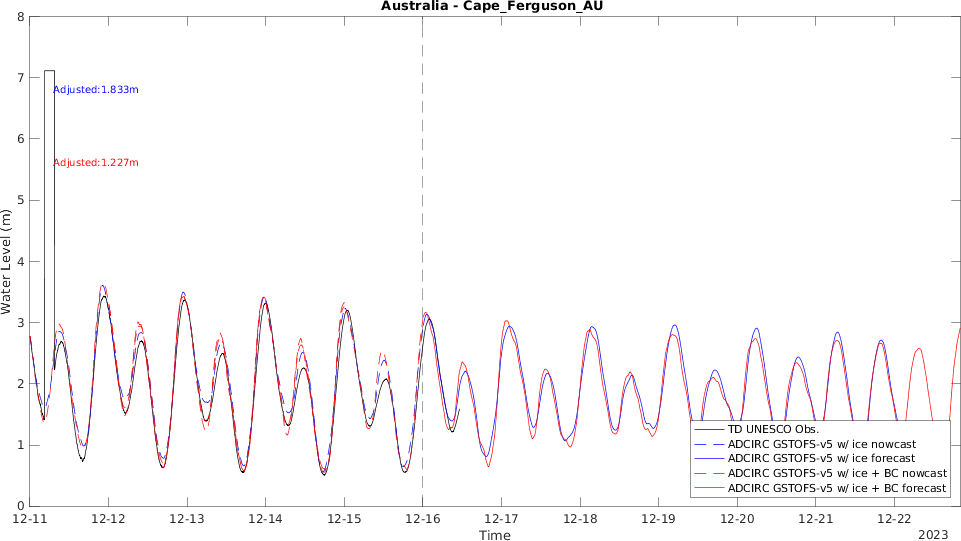 Australia - Cape_Ferguson_AU
8
7
6
5
4
3
2
1
0
Water Level (m)
Adjusted:1.833m
Adjusted:1.227m
TD UNESCO Obs.
ADCIRC GSTOFS-v5 w/ ice nowcast
ADCIRC GSTOFS-v5 w/ ice forecast
ADCIRC GSTOFS-v5 w/ ice + BC nowcast
ADCIRC GSTOFS-v5 w/ ice + BC forecast
12-11 12-12 12-13 12-14 12-15 12-16 12-17 12-18 12-19 12-20 12-21 12-22
Time
2023